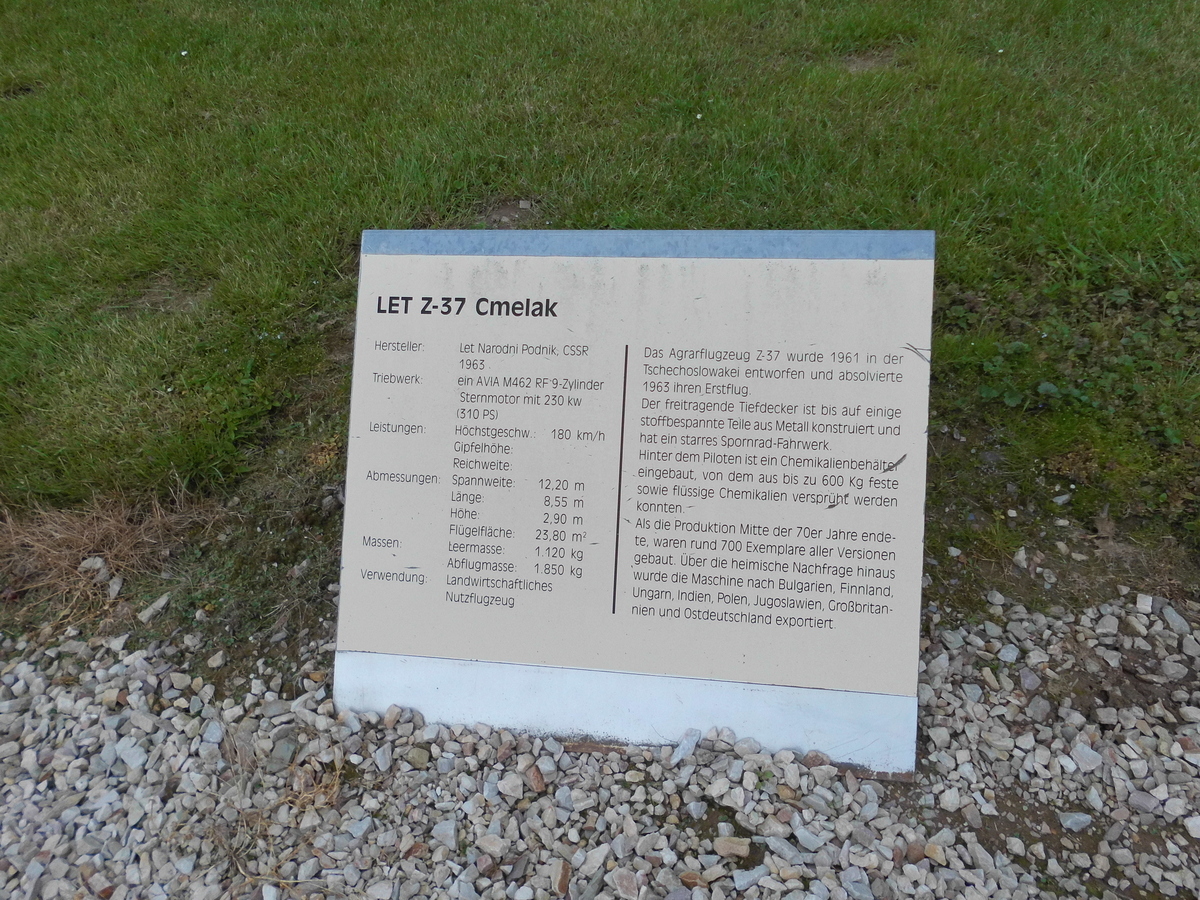 LET Z-37 Cmelak
Hersteller: Let Narodni Podnik, CSSR
1963
Triebwerk: ein AVIA M462 RF 9-Zylinder
Sternmotor mit 230 kw
(310 PS)
Leistungen: Höchstgeschw.: 180 km/h
Gipfelhöhe:
Reichweite:
Abmessungen: Spannweite: 12,20 m
Länge: 8,55 m
Höhe: 2,90 m
Flügelfläche: 23,80 m²
Massen: Leermasse: 1.120 kg
Abflugmasse: 1.850 kg
Verwendung: Landwirtschaftliches
Nutzflugzeug
Das Agrarflugzeug Z-37 wurde 1961 in der
Tschechoslowakei entworfen und absolvierte
1963 ihren Erstflug.
Der freitragende Tiefdecker ist bis auf einige
stoffbespannte Teile aus Metall konstruiert und
hat ein starres Spornrad-Fahrwerk.
Hinter dem Piloten ist ein Chemikalienbehälter
eingebaut, von dem aus bis zu 600 Kg feste
sowie flüssige Chemikalien versprüht werden
konnten.
Als die Produktion Mitte der 70er Jahre ende-
te, waren rund 700 Exemplare aller Versionen
gebaut. Über die heimische Nachfrage hinaus
wurde die Maschine nach Bulgarien, Finnland,
Ungarn, Indien, Polen, Jugoslawien, Großbritan-
nien und Ostdeutschland exportiert.